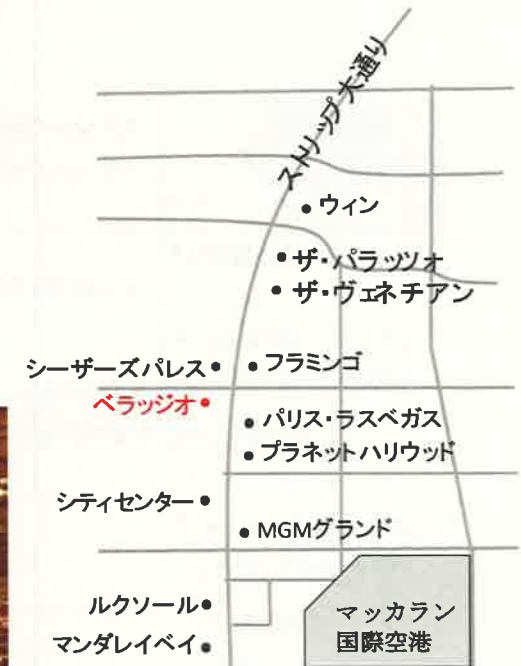 ストリップ大通り
ウィン
ザ・パラッツォ
ザ・ヴェネチアン
シーザーズパレス
フラミンゴ
ベラッジオ
パリス・ラスベガス
プラネットハリウッド
シティセンター
MGMグランド
ルクソール
マッカラン
国際空港
マンダレイベイ